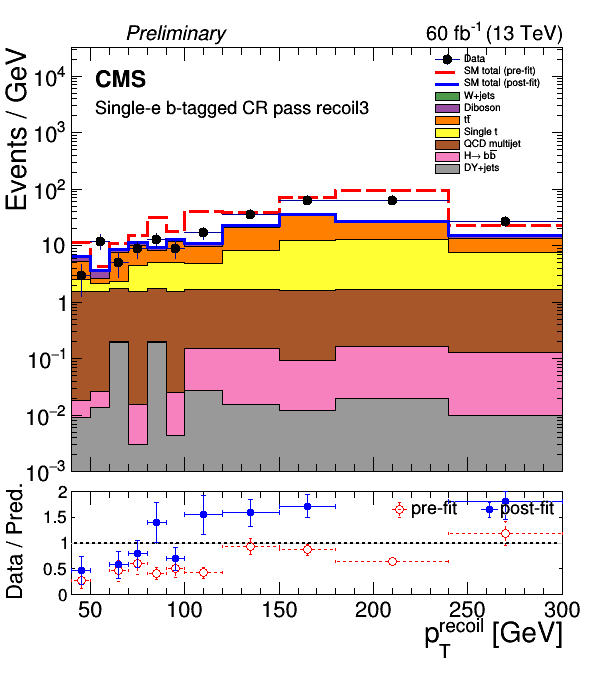 Preliminary 60 fb⁻¹ (13 TeV)
CMS
Single-e b-tagged CR pass recoil3
Data
SM total (pre-fit)
SM total (post-fit)
W+jets
Diboson
tt̅
Single t
QCD multijet
H→ bb̅
DY+jets
Events / GeV
10⁴
10³
10²
10
1
10⁻¹
10⁻²
10⁻³
Data / Pred.
2
1.5
1
0.5
0
pre-fit post-fit
50 100 150 200 250 300
p_T^recoil [GeV]